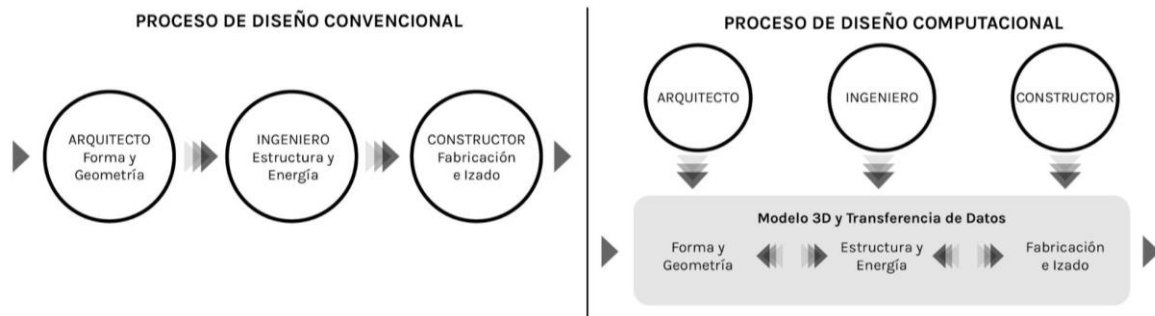 PROCESO DE DISEÑO CONVENCIONAL
ARQUITECTO
Forma y
Geometría
INGENIERO
Estructura y
Energía
CONSTRUCTOR
Fabricación
e Izado
PROCESO DE DISEÑO COMPUTACIONAL
ARQUITECTO
INGENIERO
CONSTRUCTOR
Modelo 3D y Transferencia de Datos
Forma y
Geometría
Estructura y
Energía
Fabricación
e Izado